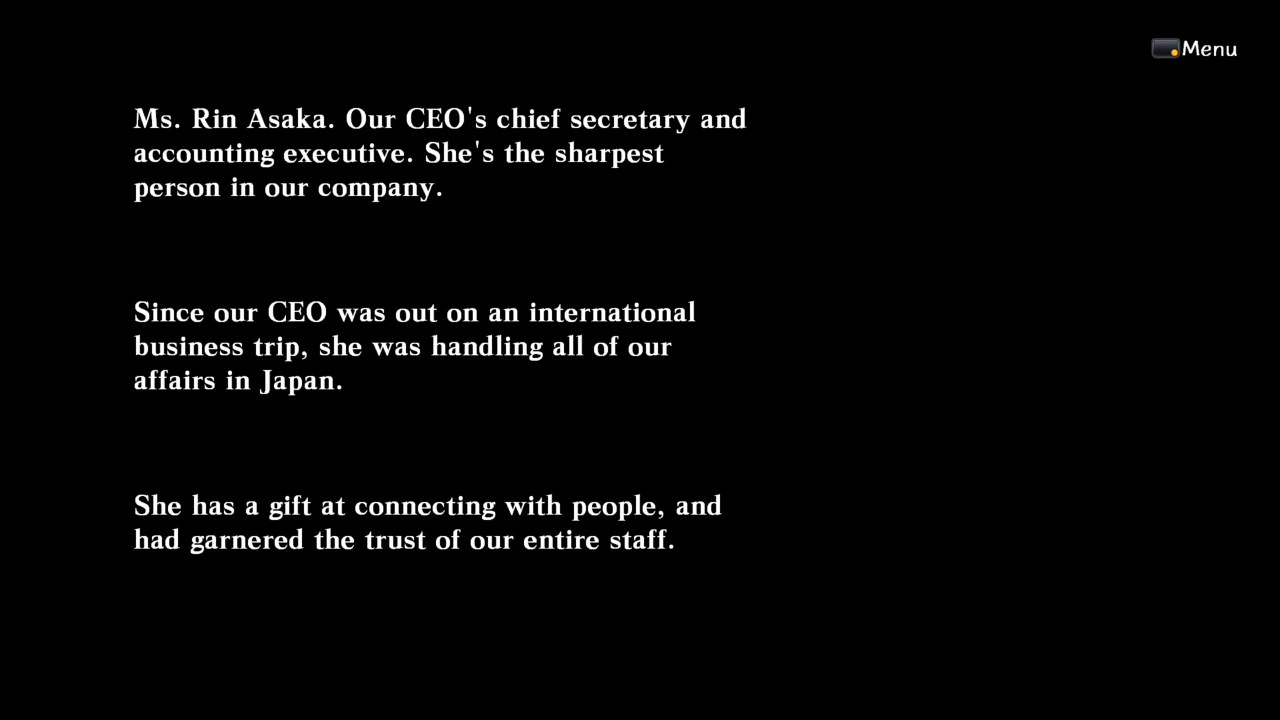 Menu
Ms. Rin Asaka. Our CEO's chief secretary and
accounting executive. She's the sharpest
person in our company.
Since our CEO was out on an international
business trip, she was handling all of our
affairs in Japan.
She has a gift at connecting with people, and
had garnered the trust of our entire staff.